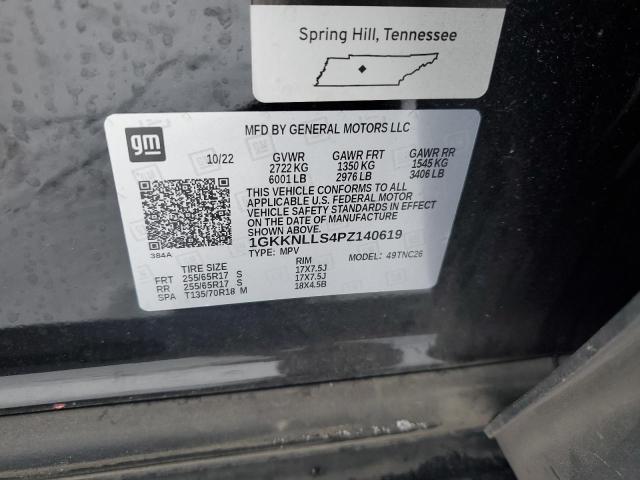 Spring Hill, Tennessee
gm
MFD BY GENERAL MOTORS LLC
10/22 GVWR GAWR FRT GAWR RR
2722 KG 1350 KG 1545 KG
6001 LB 2976 LB 3406 LB
THIS VEHICLE CONFORMS TO ALL
APPLICABLE U.S. FEDERAL MOTOR
VEHICLE SAFETY STANDARDS IN EFFECT
ON THE DATE OF MANUFACTURE
SHOWN ABOVE.
1GKKNLLS4PZ140619
384A TYPE: MPV MODEL: 49TNC26
TIRE SIZE RIM
FRT 255/65R17 S 17X7.5J
RR 255/65R17 S 17X7.5J
SPA T135/70R18 M 18X4.5B